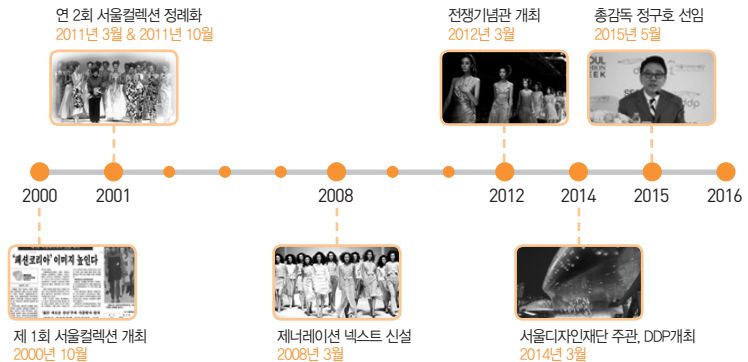 연 2회 서울컬렉션 정례화
2011년 3월 & 2011년 10월
전쟁기념관 개최
2012년 3월
총감독 정구호 선임
2015년 5월
SEOUL
WEEK
ddp
2000
2001
2008
2012
2014
2015
2016
'패션코리아' 이미지 높인다
제 1회 서울컬렉션 개최
2000년 10월
제너레이션 넥스트 신설
2008년 3월
서울디자인재단 주관, DDP개최
2014년 3월